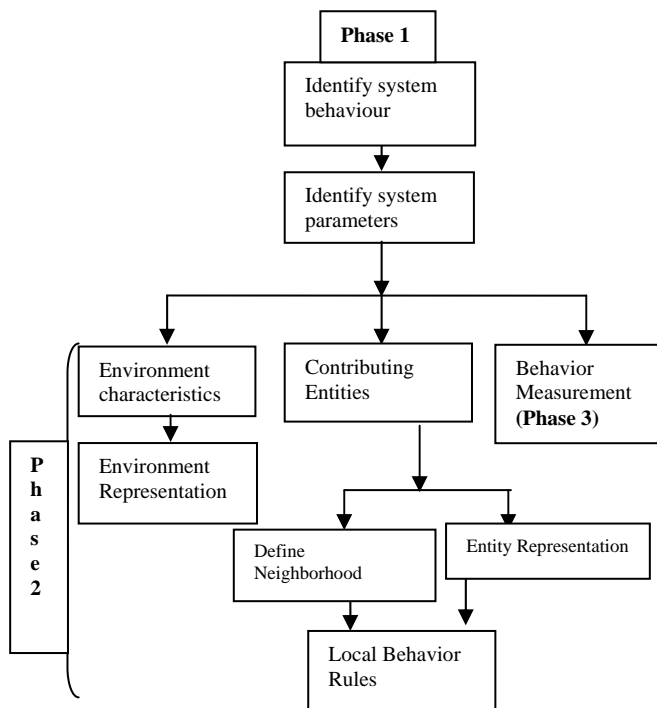 Phase 1
Identify system
behaviour
Identify system
parameters
Environment
characteristics
Contributing
Entities
Behavior
Measurement
(Phase 3)
P
h
a
s
e
2
Environment
Representation
Define
Neighborhood
Entity Representation
Local Behavior
Rules